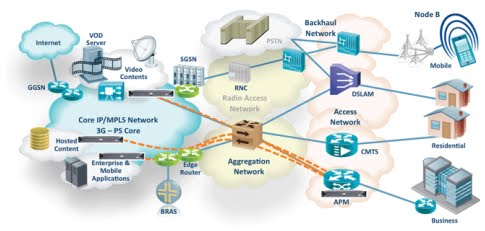 Internet
VOD
Server
Video
Contents
SGSN
GGSN
PSTN
Backhaul
Network
Node B
Mobile
RNC
Radio Access
Network
DSLAM
Core IP/MPLS Network
3G – PS Core
Access
Network
Residential
Hosted
Content
Enterprise &
Mobile
Applications
Edge
Router
Aggregation
Network
CMTS
BRAS
APM
Business